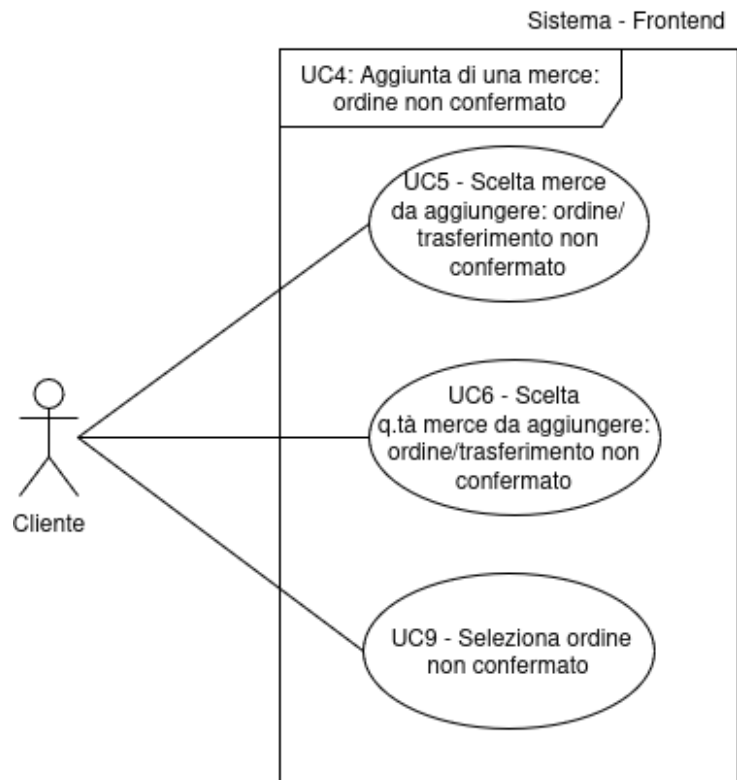 Sistema - Frontend
UC4: Aggiunta di una merce:
ordine non confermato
UC5 - Scelta merce
da aggiungere: ordine/
trasferimento non
confermato
UC6 - Scelta
q.tà merce da aggiungere:
ordine/trasferimento non
confermato
Cliente
UC9 - Seleziona ordine
non confermato